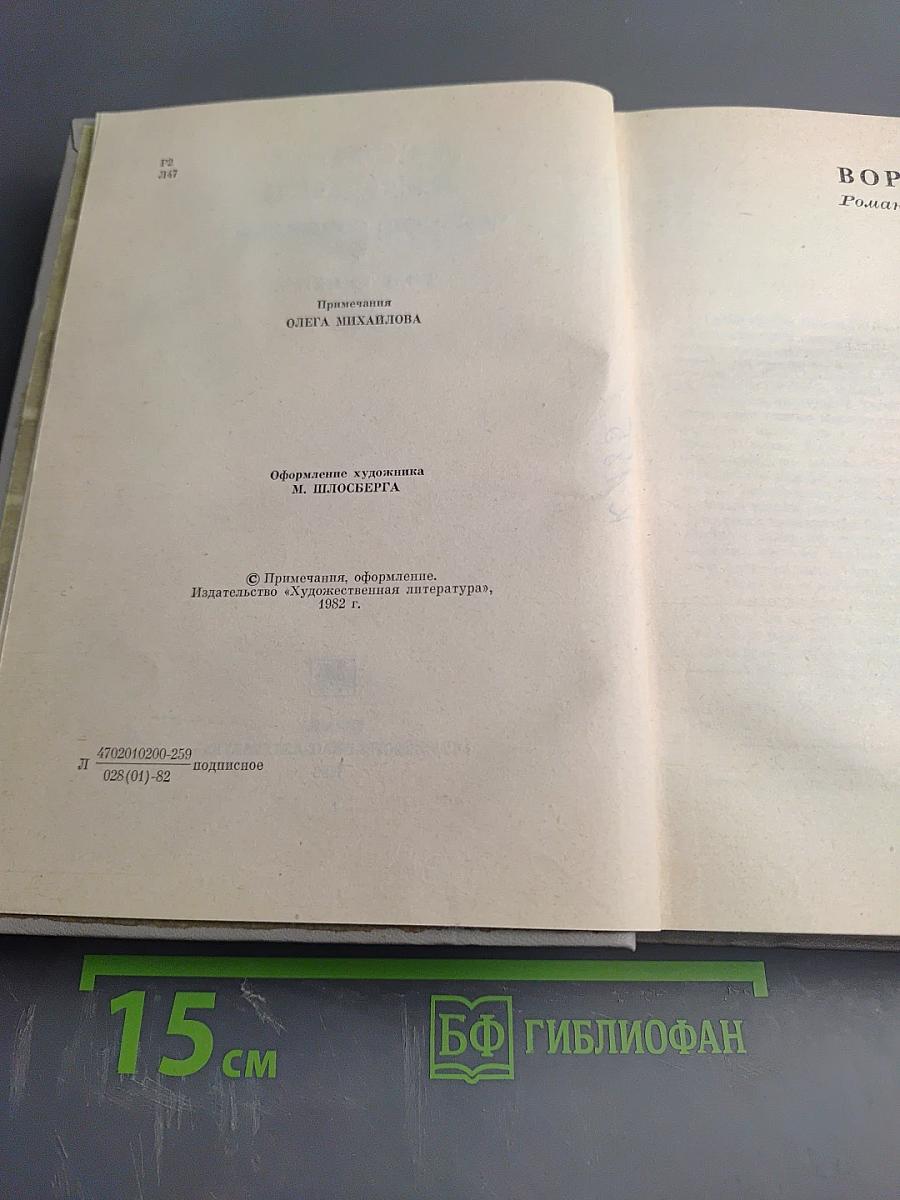 Р2
Л47
Примечания
ОЛЕГА МИХАЙЛОВА
Оформление художника
М. ШЛОСБЕРГА
© Примечания, оформление.
Издательство «Художественная литература»,
1982 г.
Л 4702010200-259
028(01)-82 подписное
ВОР
Роман
15 см
БФ ГИБЛИОФАН